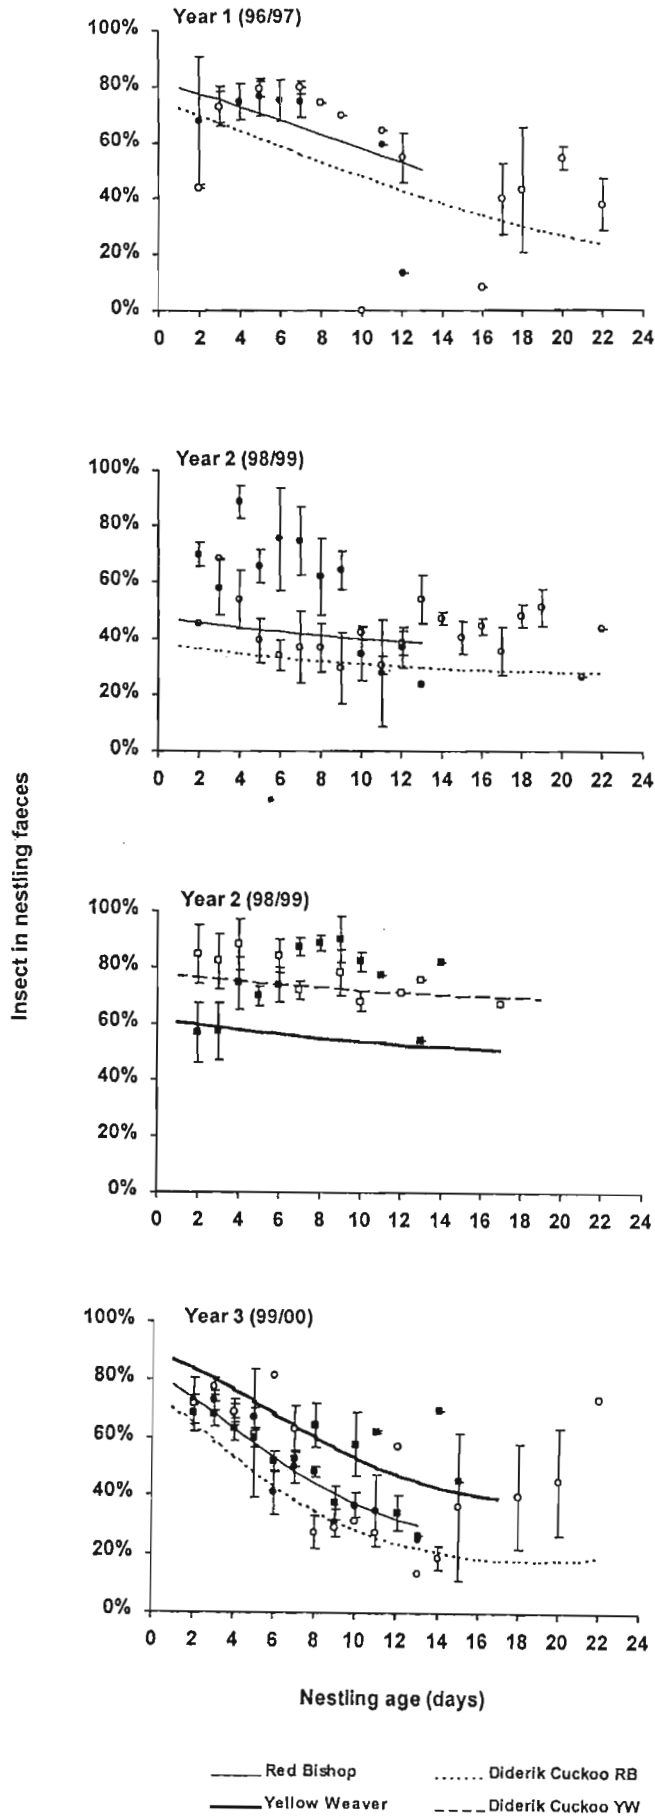 Year 1 (96/97)
100%
80%
60%
40%
20%
0%
0 2 4 6 8 10 12 14 16 18 20 22 24
Year 2 (98/99)
100%
80%
60%
40%
20%
0%
0 2 4 6 8 10 12 14 16 18 20 22 24
Insect in nestling faeces
Year 2 (98/99)
100%
80%
60%
40%
20%
0%
0 2 4 6 8 10 12 14 16 18 20 22 24
Year 3 (99/00)
100%
80%
60%
40%
20%
0%
0 2 4 6 8 10 12 14 16 18 20 22 24
Nestling age (days)
Red Bishop
Diderik Cuckoo RB
Yellow Weaver
Diderik Cuckoo YW